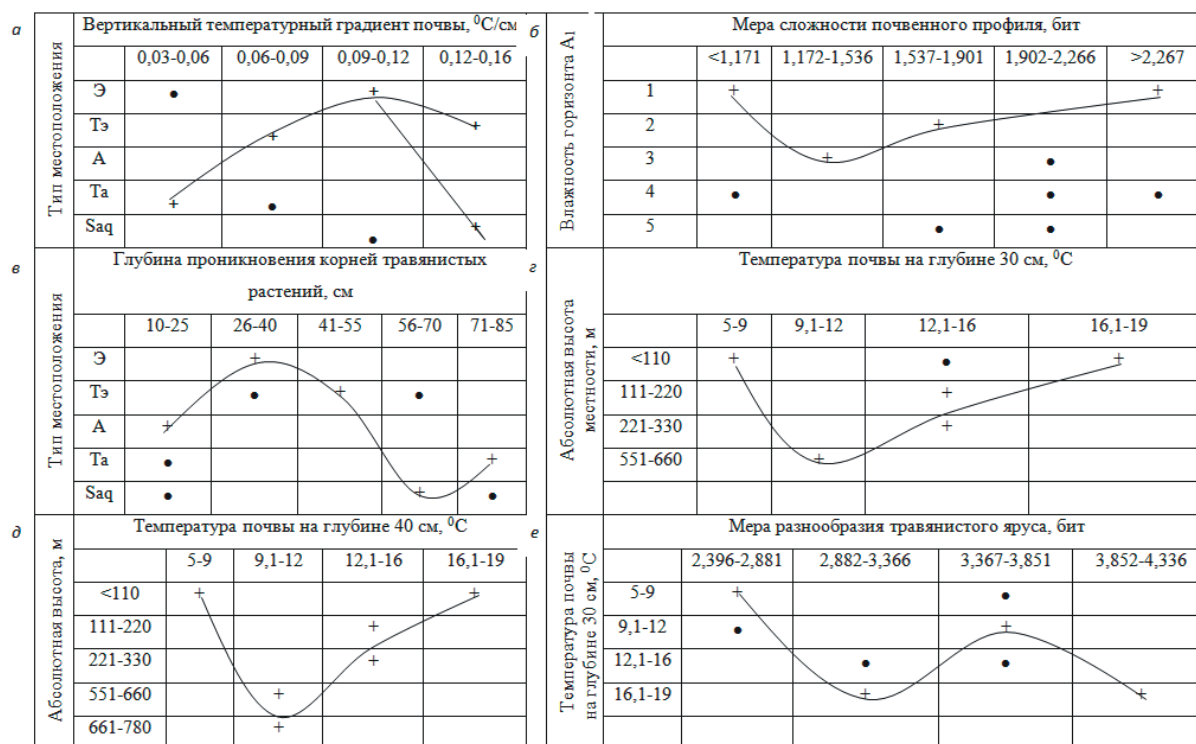 а
Вертикальный температурный градиент почвы, ⁰С/см
Тип местоположения
0,03-0,06 0,06-0,09 0,09-0,12 0,12-0,16
Э ● +
Тэ + +
А
Та + ●
Saq ● +
б
Мера сложности почвенного профиля, бит
Влажность горизонта А₁
<1,171 1,172-1,536 1,537-1,901 1,902-2,266 >2,267
1 + +
2 +
3 + ●
4 ● ● ●
5 ● ●
в
Глубина проникновения корней травянистых
растений, см
Тип местоположения
10-25 26-40 41-55 56-70 71-85
Э +
Тэ ● + ●
А +
Та ● +
Saq ● + ●
г
Температура почвы на глубине 30 см, ⁰С
Абсолютная высота
местности, м
5-9 9,1-12 12,1-16 16,1-19
<110 + ● +
111-220 +
221-330 +
551-660 +
д
Температура почвы на глубине 40 см, ⁰С
Абсолютная высота, м
5-9 9,1-12 12,1-16 16,1-19
<110 + +
111-220 +
221-330 +
551-660 +
661-780 +
е
Мера разнообразия травянистого яруса, бит
Температура почвы
на глубине 30 см, ⁰С
2,396-2,881 2,882-3,366 3,367-3,851 3,852-4,336
5-9 + ●
9,1-12 ● +
12,1-16 ● ●
16,1-19 + +